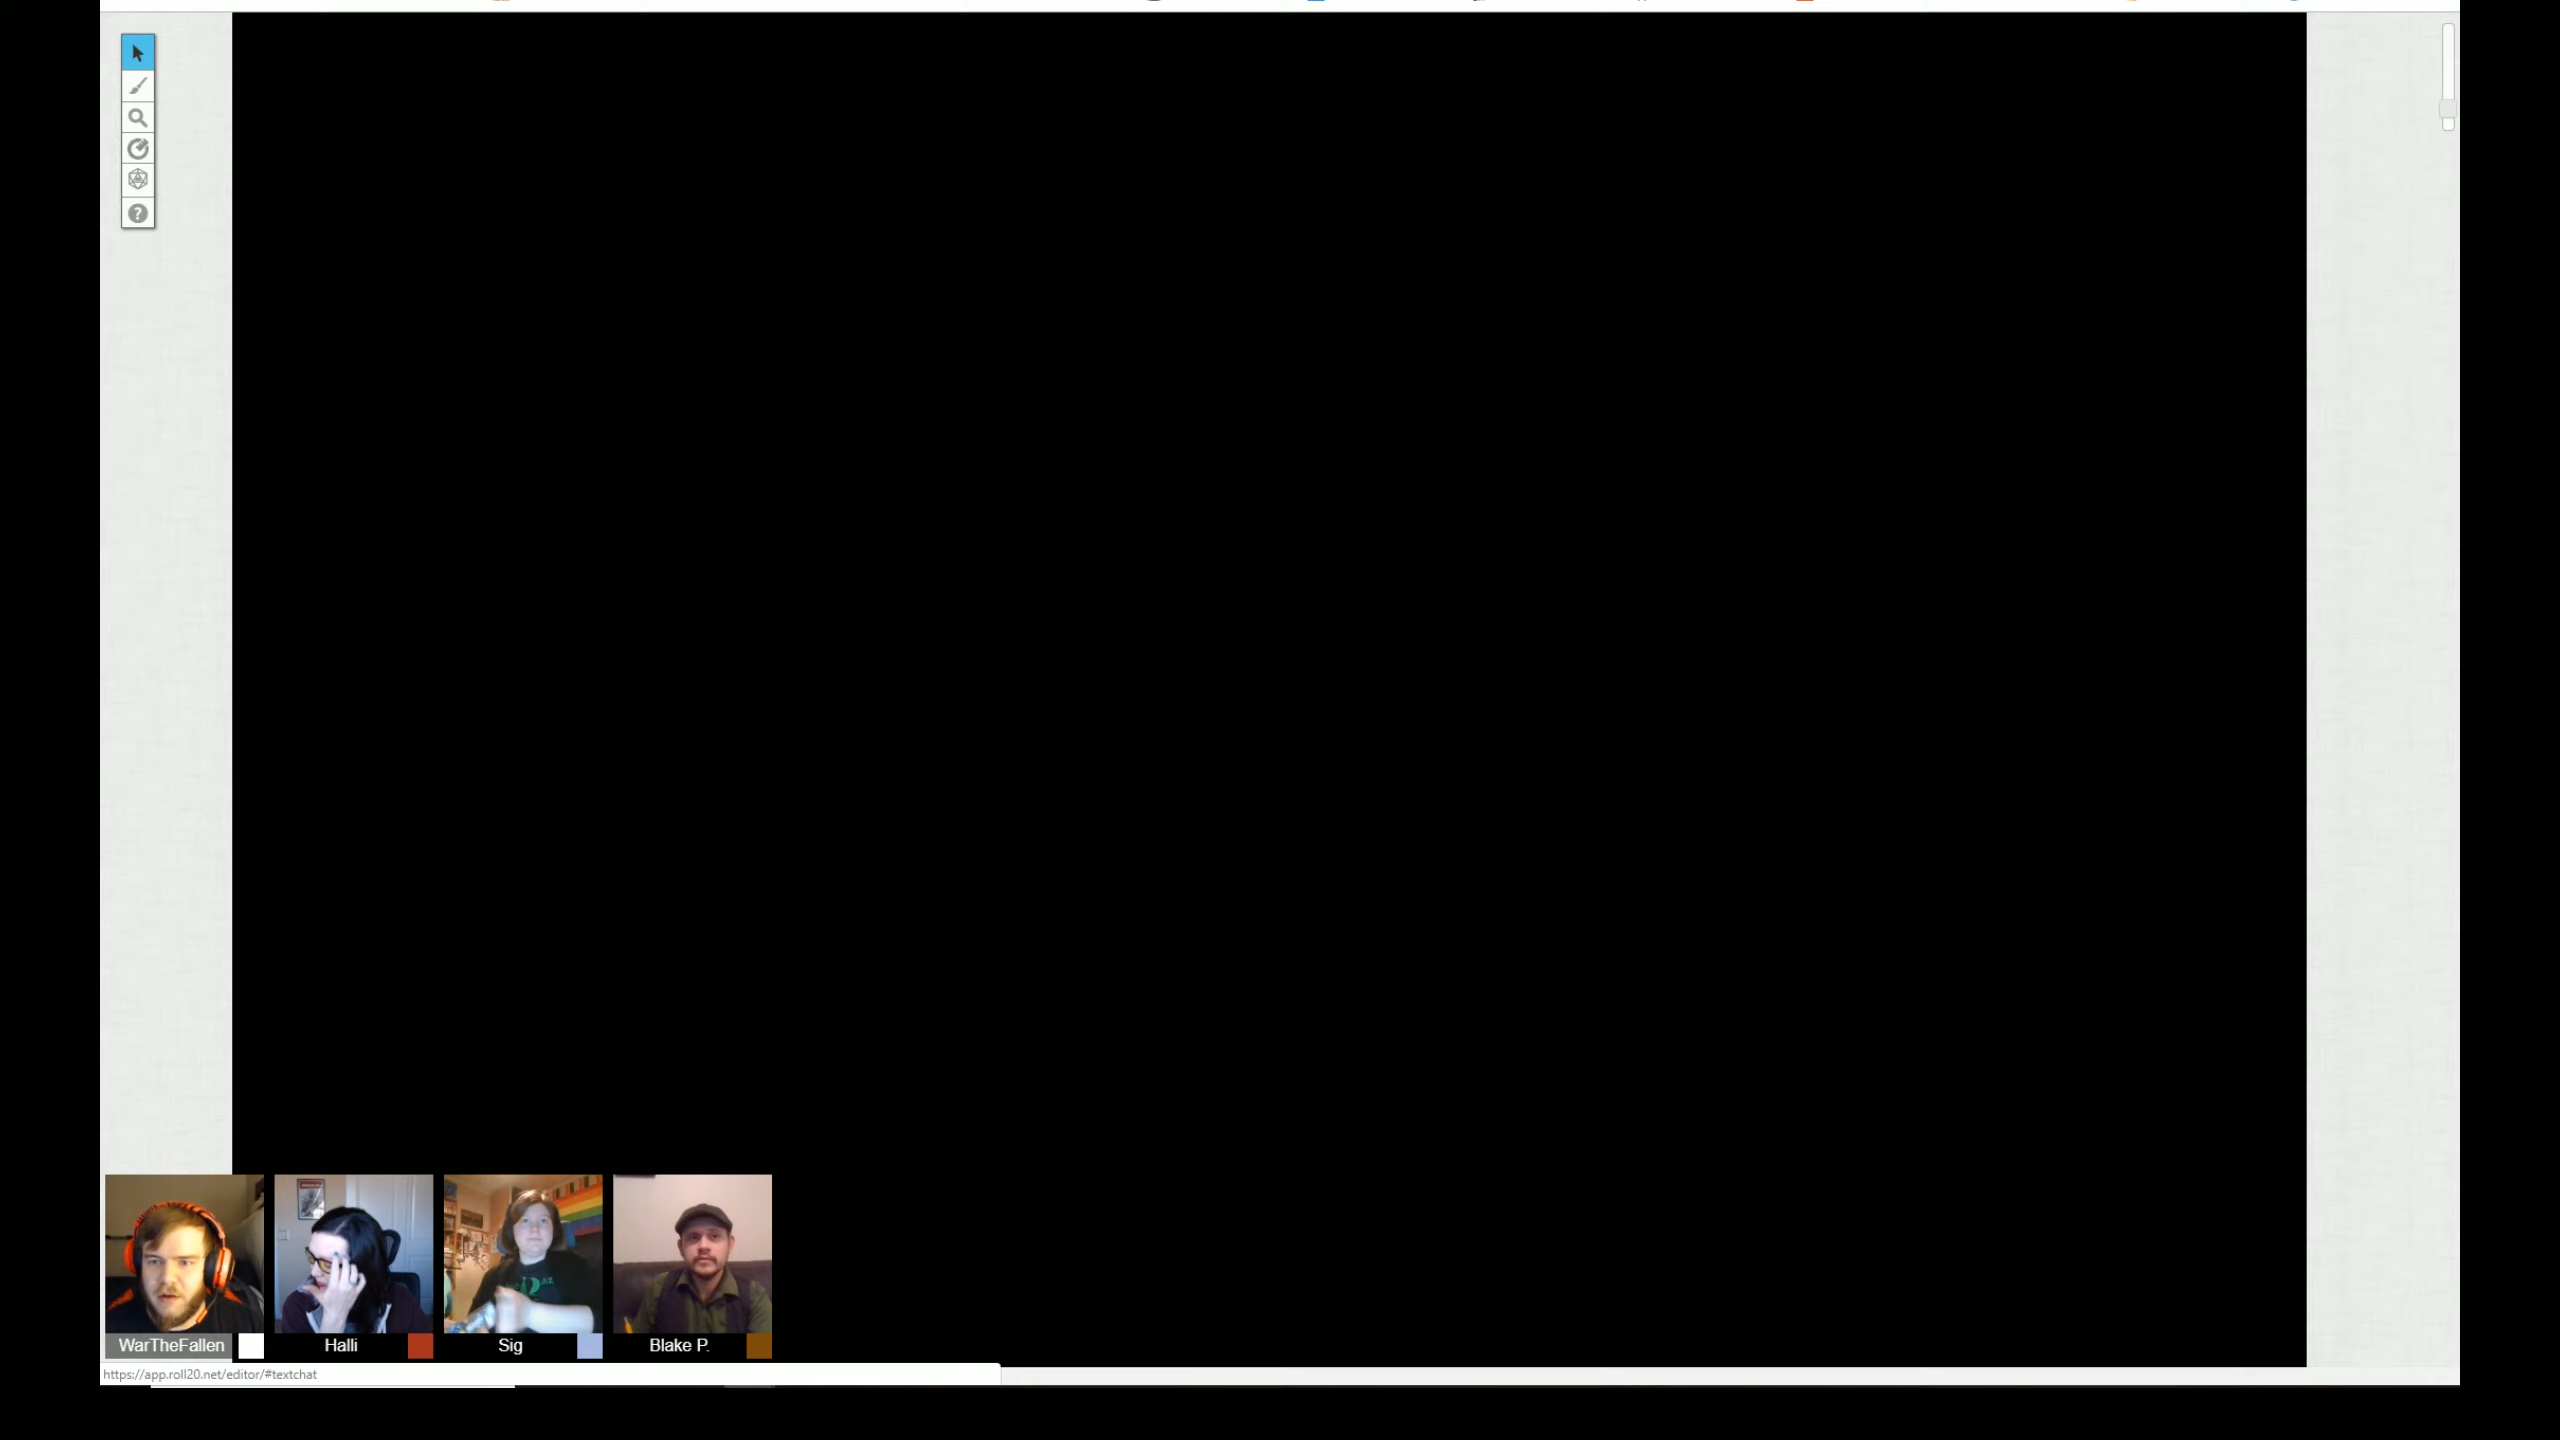 WarTheFallen
Halli
Sig
Blake P.
https://app.roll20.net/editor/#textchat